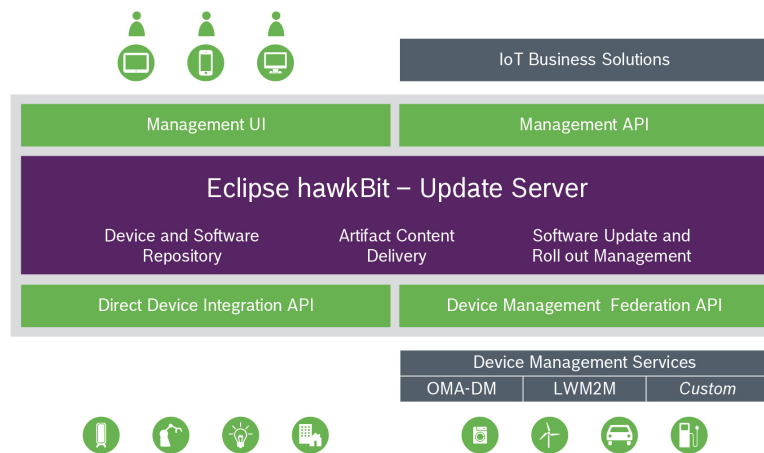 IoT Business Solutions
Management UI
Management API
Eclipse hawkBit – Update Server
Device and Software
Repository
Artifact Content
Delivery
Software Update and
Roll out Management
Direct Device Integration API
Device Management Federation API
Device Management Services
OMA-DM
LWM2M
Custom